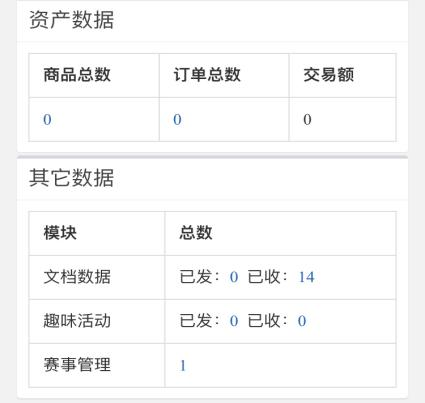 资产数据
商品总数 订单总数 交易额
0 0 0
其它数据
模块 总数
文档数据 已发：0 已收：14
趣味活动 已发：0 已收：0
赛事管理 1